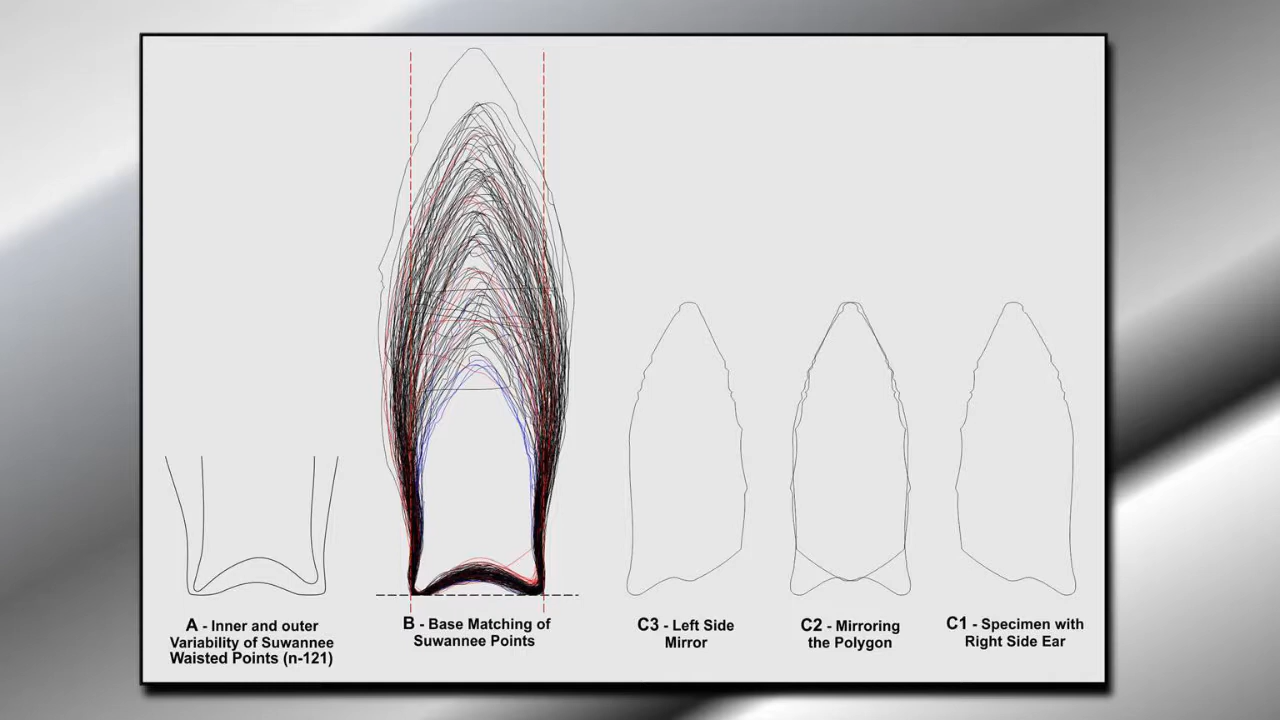 A - Inner and outer
Variability of Suwannee
Waisted Points (n-121)
B - Base Matching of
Suwannee Points
C3 - Left Side
Mirror
C2 - Mirroring
the Polygon
C1 - Specimen with
Right Side Ear